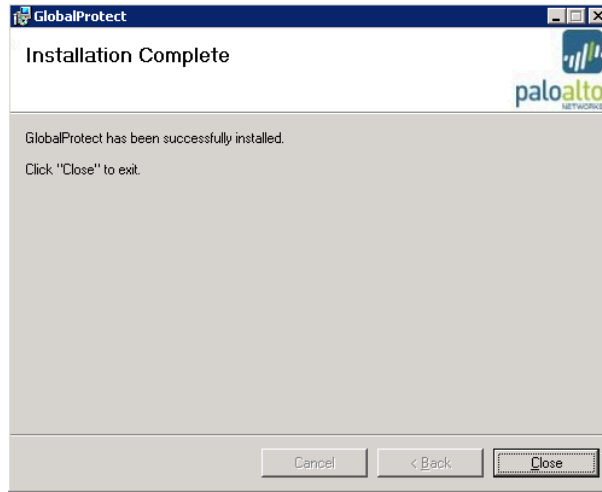 GlobalProtect
Installation Complete
paloalto
NETWORKS
GlobalProtect has been successfully installed.
Click "Close" to exit.
Cancel
< Back
Close